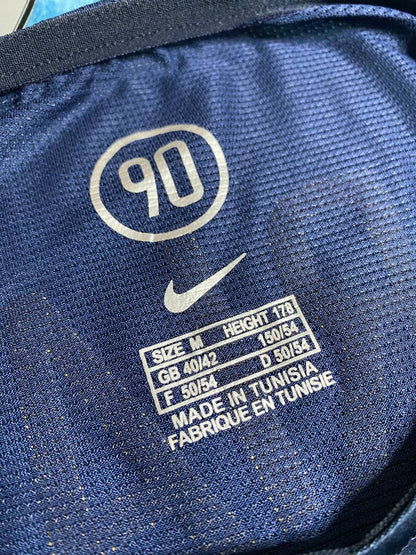 90
SIZE M HEIGHT 178
GB 40/42 150/54
F 50/54 D 50/54
MADE IN TUNISIA
FABRIQUE EN TUNISIE